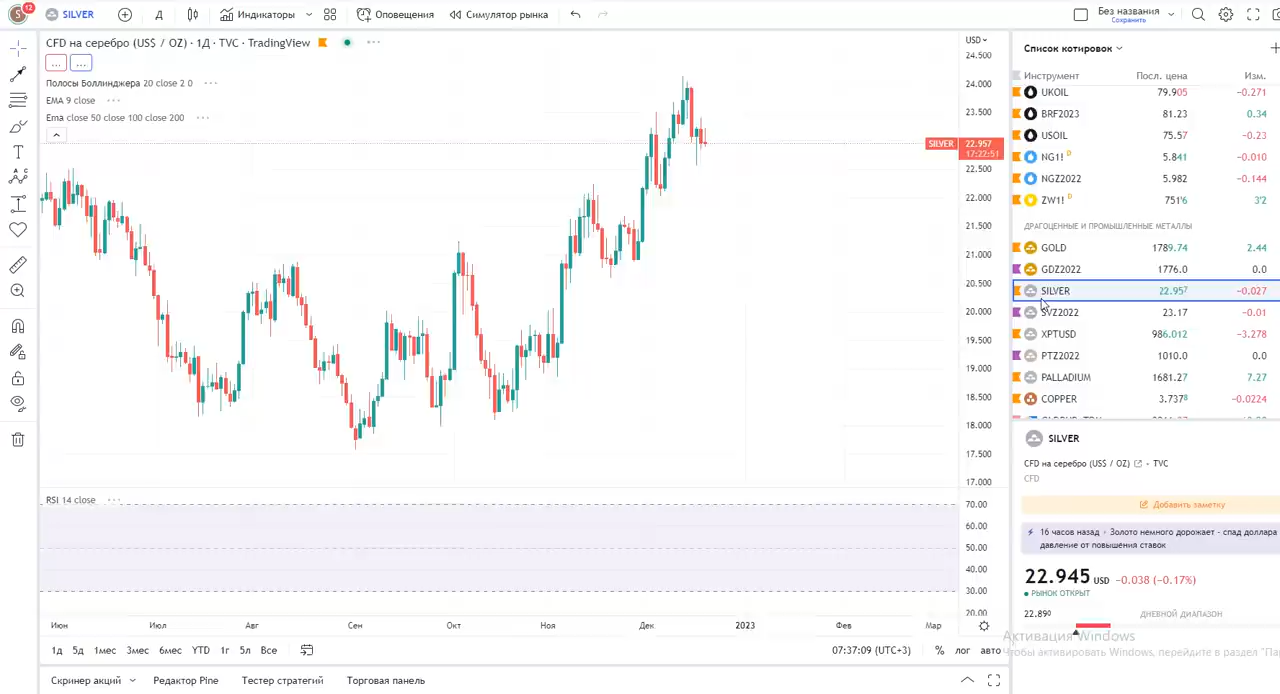 S 12 SILVER Д Индикаторы Оповещения Симулятор рынка Без названия
Сохранить
CFD на серебро (US$ / OZ) · 1Д · TVC · TradingView
... ...
Полосы Боллинджера 20 close 2 0
EMA 9 close
Ema close 50 close 100 close 200
USD
24.500
24.000
23.500
SILVER 22.957
17:22:51
22.500
22.000
21.500
21.000
20.500
20.000
19.500
19.000
18.500
18.000
17.500
17.000
RSI 14 close
70.00
60.00
50.00
40.00
30.00
20.00
Июн Июл Авг Сен Окт Ноя Дек 2023 Фев Мар
1д 5д 1мес 3мес 6мес YTD 1г 5л Все 07:37:09 (UTC+3) % лог авто
Скринер акций Редактор Pine Тестер стратегий Торговая панель
Список котировок
Инструмент Посл. цена Изм.
UKOIL 79.905 −0.271
BRF2023 81.23 0.34
USOIL 75.57 −0.23
NG1! D 5.841 −0.010
NGZ2022 5.982 −0.144
ZW1! D 751'6 3'2
ДРАГОЦЕННЫЕ И ПРОМЫШЛЕННЫЕ МЕТАЛЛЫ
GOLD 1789.74 2.44
GDZ2022 1776.0 0.0
SILVER 22.957 −0.027
SVZ2022 23.17 −0.01
XPTUSD 986.012 −3.278
PTZ2022 1010.0 0.0
PALLADIUM 1681.27 7.27
COPPER 3.7378 −0.0224
SILVER
CFD на серебро (US$ / OZ) • TVC
CFD
Добавить заметку
16 часов назад · Золото немного дорожает - спад доллара
давление от повышения ставок
22.945 USD −0.038 (−0.17%)
РЫНОК ОТКРЫТ
22.890 ДНЕВНОЙ ДИАПАЗОН
Активация Windows
Чтобы активировать Windows, перейдите в раздел "Па